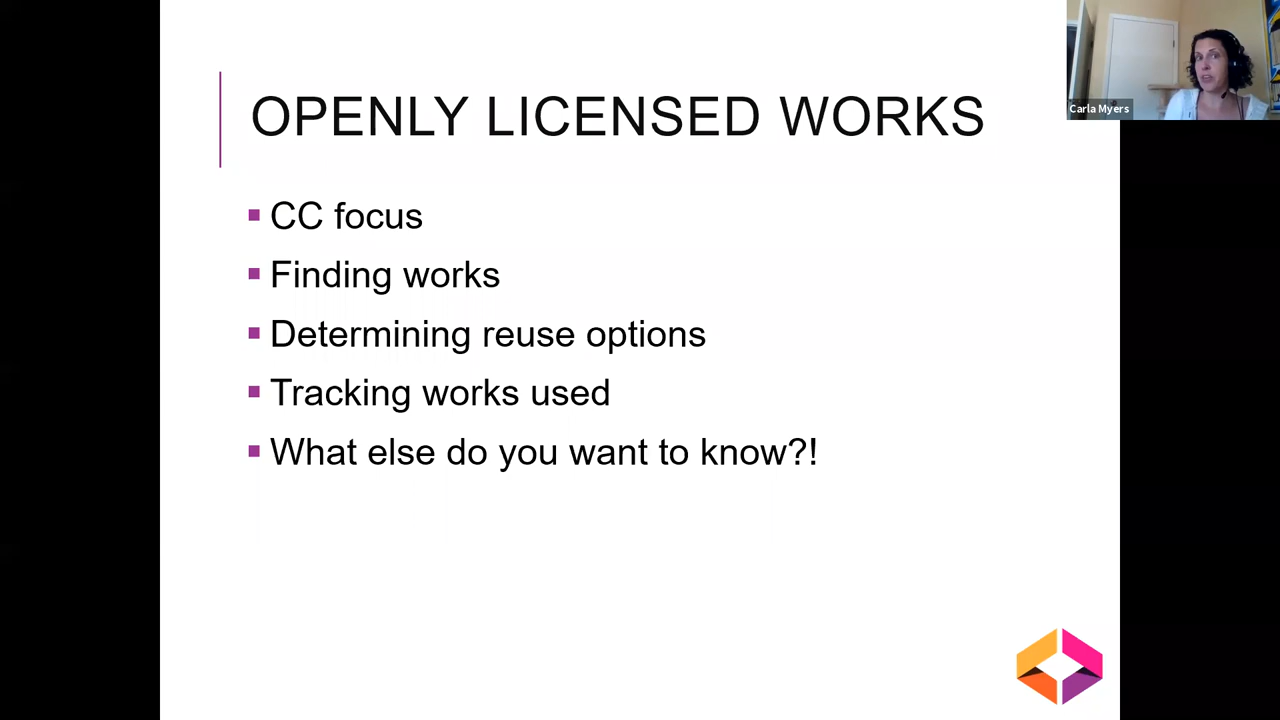 OPENLY LICENSED WORKS
Carla Myers
CC focus
Finding works
Determining reuse options
Tracking works used
What else do you want to know?!